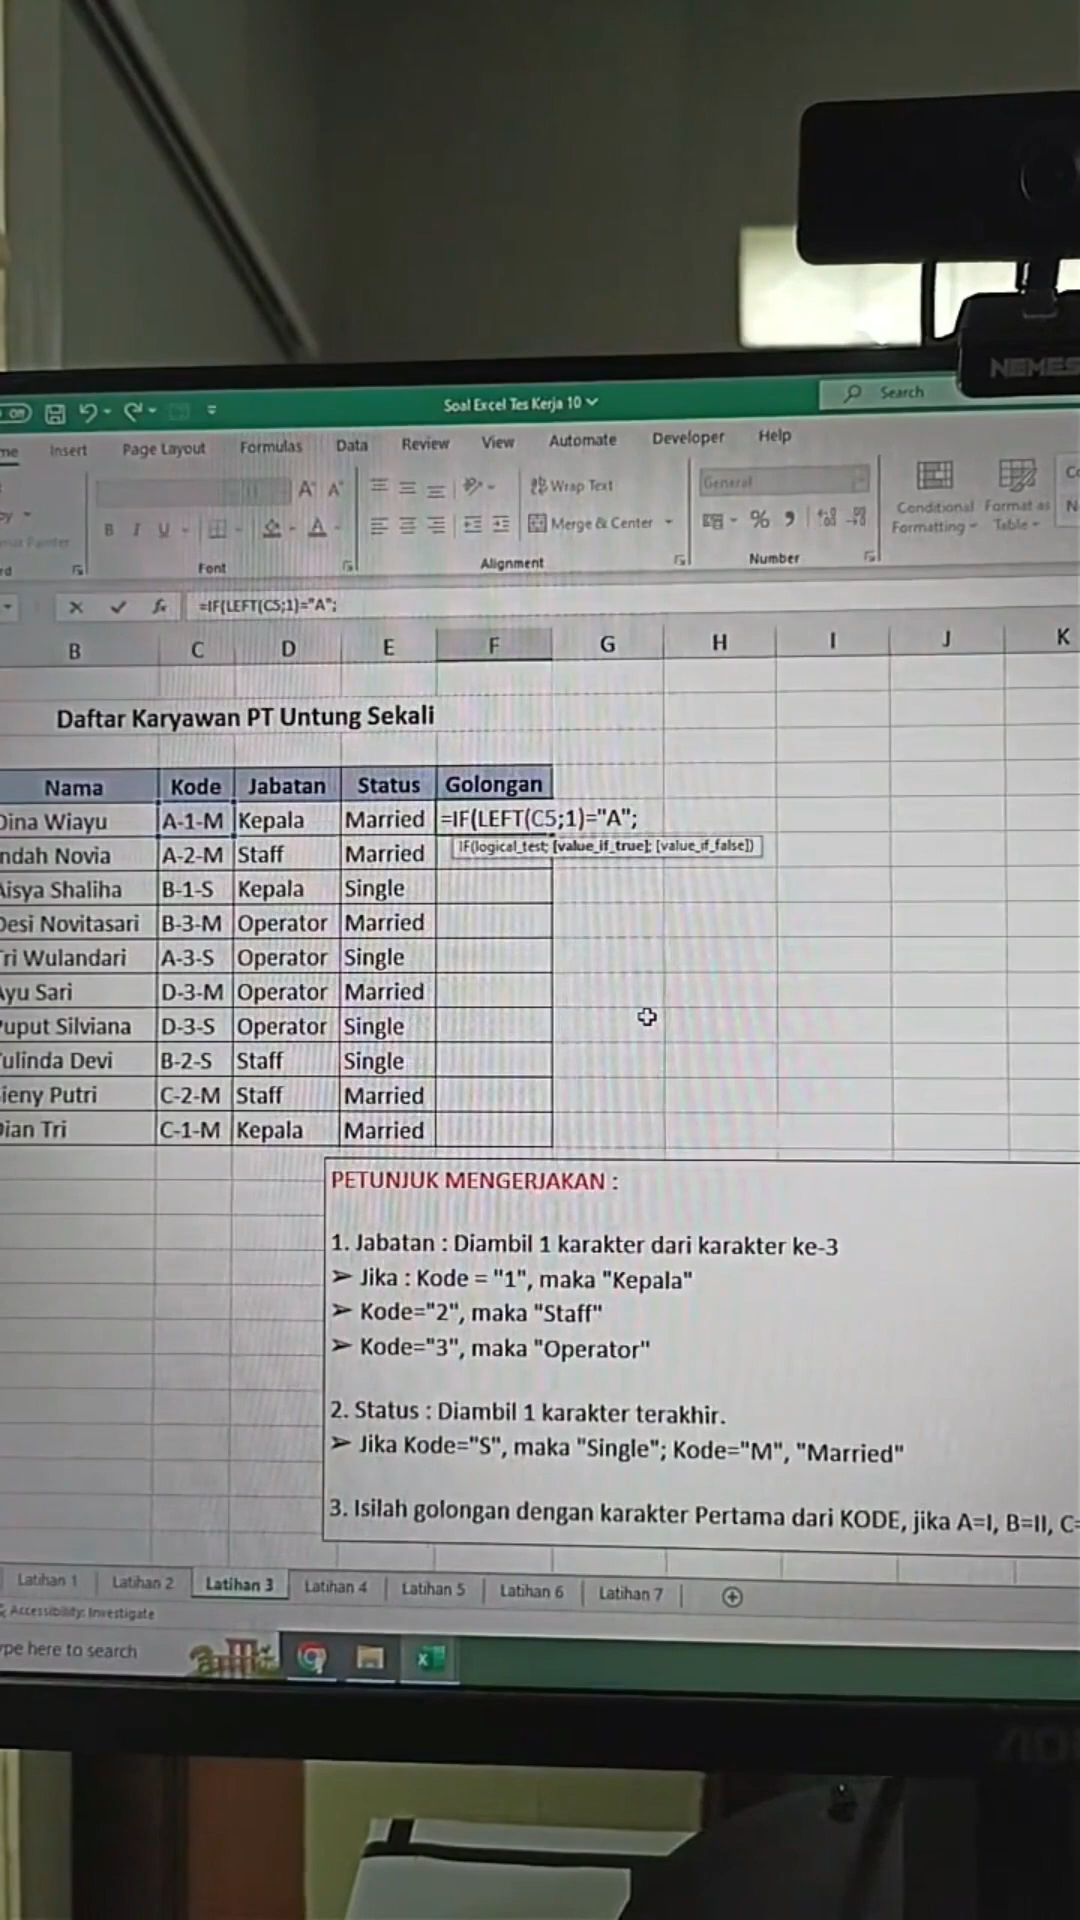 NEMES
Off
Soal Excel Tes Kerja 10
Search
me Insert Page Layout Formulas Data Review View Automate Developer Help
General
Wrap Text
Merge & Center
B I U
Conditional Formatting
Format as Table
Font
Alignment
Number
=IF(LEFT(C5;1)="A";
B C D E F G H I J K
Daftar Karyawan PT Untung Sekali
Nama Kode Jabatan Status Golongan
Dina Wiayu A-1-M Kepala Married =IF(LEFT(C5;1)="A";
IF(logical_test; [value_if_true]; [value_if_false])
ndah Novia A-2-M Staff Married
Aisya Shaliha B-1-S Kepala Single
Desi Novitasari B-3-M Operator Married
Tri Wulandari A-3-S Operator Single
Ayu Sari D-3-M Operator Married
Puput Silviana D-3-S Operator Single
ulinda Devi B-2-S Staff Single
ieny Putri C-2-M Staff Married
Dian Tri C-1-M Kepala Married
PETUNJUK MENGERJAKAN :
1. Jabatan : Diambil 1 karakter dari karakter ke-3
➢ Jika : Kode = "1", maka "Kepala"
➢ Kode="2", maka "Staff"
➢ Kode="3", maka "Operator"
2. Status : Diambil 1 karakter terakhir.
➢ Jika Kode="S", maka "Single"; Kode="M", "Married"
3. Isilah golongan dengan karakter Pertama dari KODE, jika A=I, B=II, C=
Latihan 1 Latihan 2 Latihan 3 Latihan 4 Latihan 5 Latihan 6 Latihan 7
Accessibility: Investigate
ype here to search